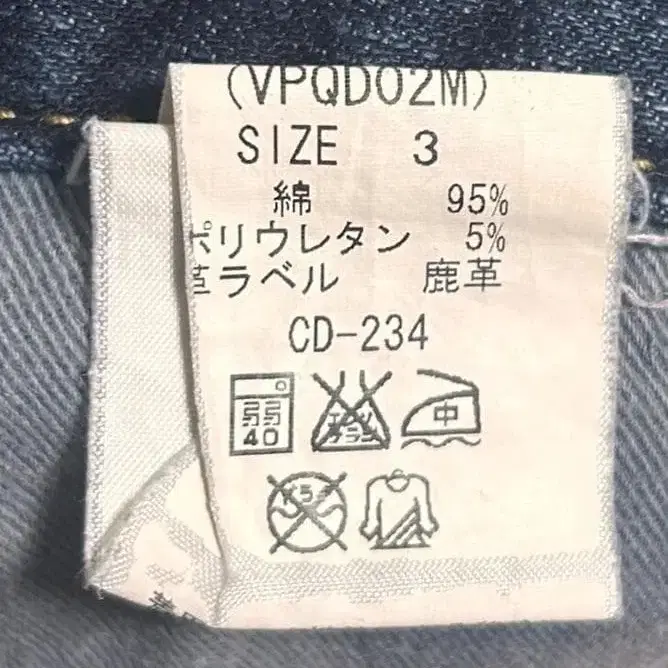 (VPQD02M)
SIZE 3
綿 95%
ポリウレタン 5%
革ラベル 鹿革
CD-234
弱 中
40